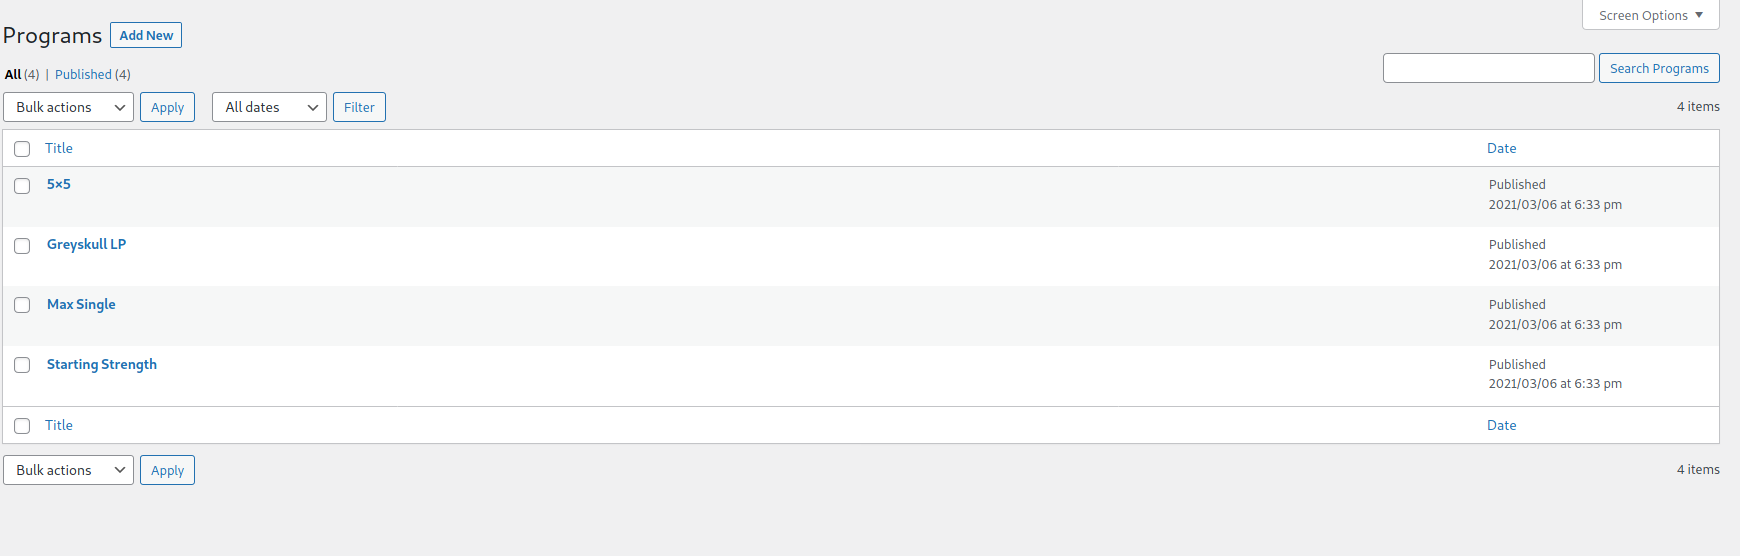 Screen Options
Programs Add New
All (4) | Published (4)
Search Programs
Bulk actions Apply All dates Filter 4 items
Title Date
5×5 Published
2021/03/06 at 6:33 pm
Greyskull LP Published
2021/03/06 at 6:33 pm
Max Single Published
2021/03/06 at 6:33 pm
Starting Strength Published
2021/03/06 at 6:33 pm
Title Date
Bulk actions Apply 4 items